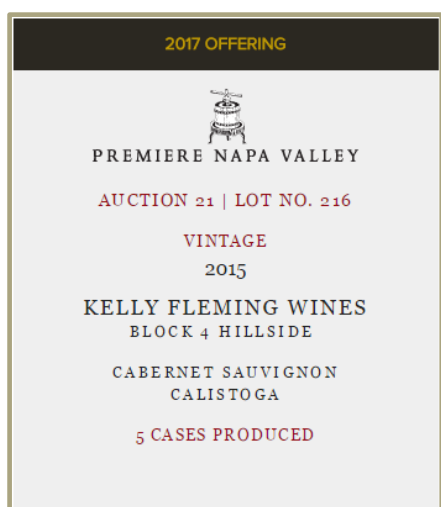 2017 OFFERING
PREMIERE NAPA VALLEY
AUCTION 21 | LOT NO. 216
VINTAGE
2015
KELLY FLEMING WINES
BLOCK 4 HILLSIDE
CABERNET SAUVIGNON
CALISTOGA
5 CASES PRODUCED